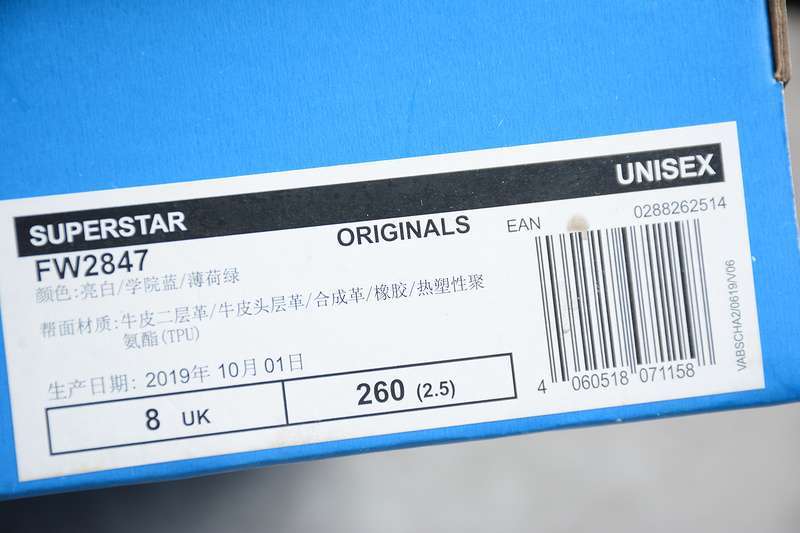 SUPERSTAR
UNISEX
FW2847
ORIGINALS
EAN
0288262514
颜色:亮白/学院蓝/薄荷绿
帮面材质:牛皮二层革/牛皮头层革/合成革/橡胶/热塑性聚
氨酯(TPU)
生产日期: 2019年 10月 01日
8 UK
260 (2.5)
4 060518 071158
VABSCHA2/0619/V06